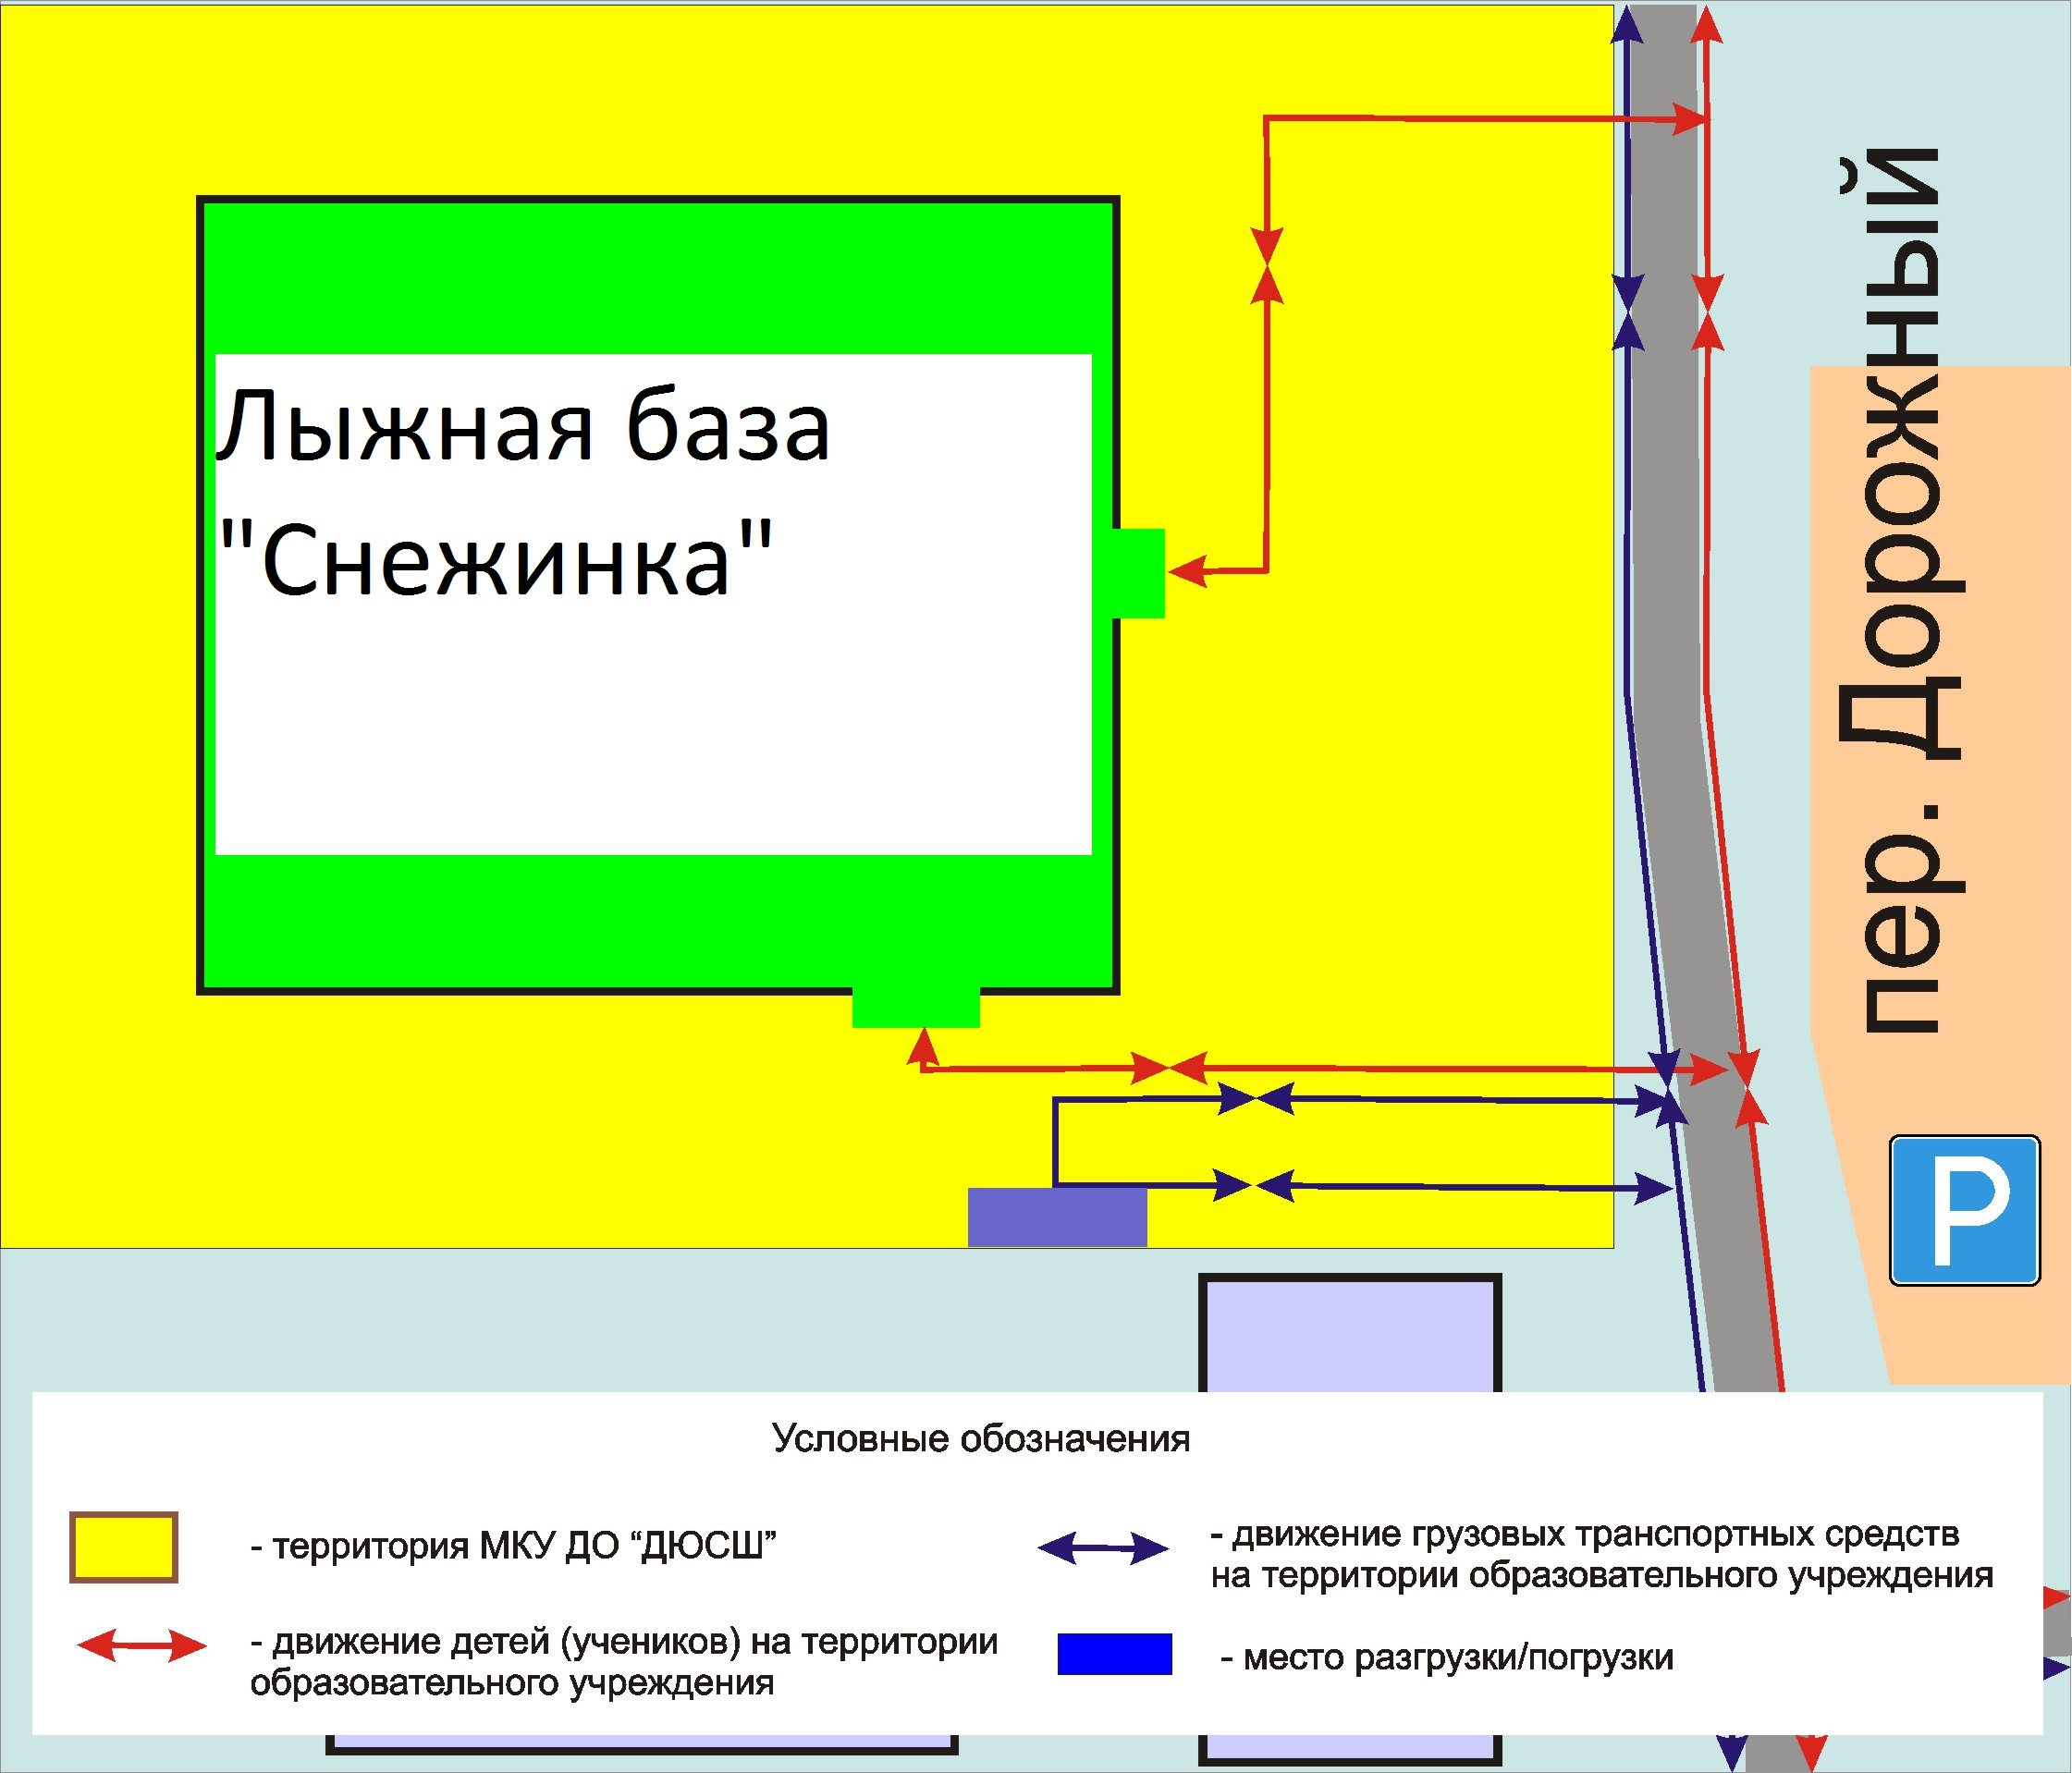 Лыжная база
"Снежинка"
пер. Дорожный
P
Условные обозначения
- территория МКУ ДО “ДЮСШ”
- движение детей (учеников) на территории
образовательного учреждения
- движение грузовых транспортных средств
на территории образовательного учреждения
- место разгрузки/погрузки